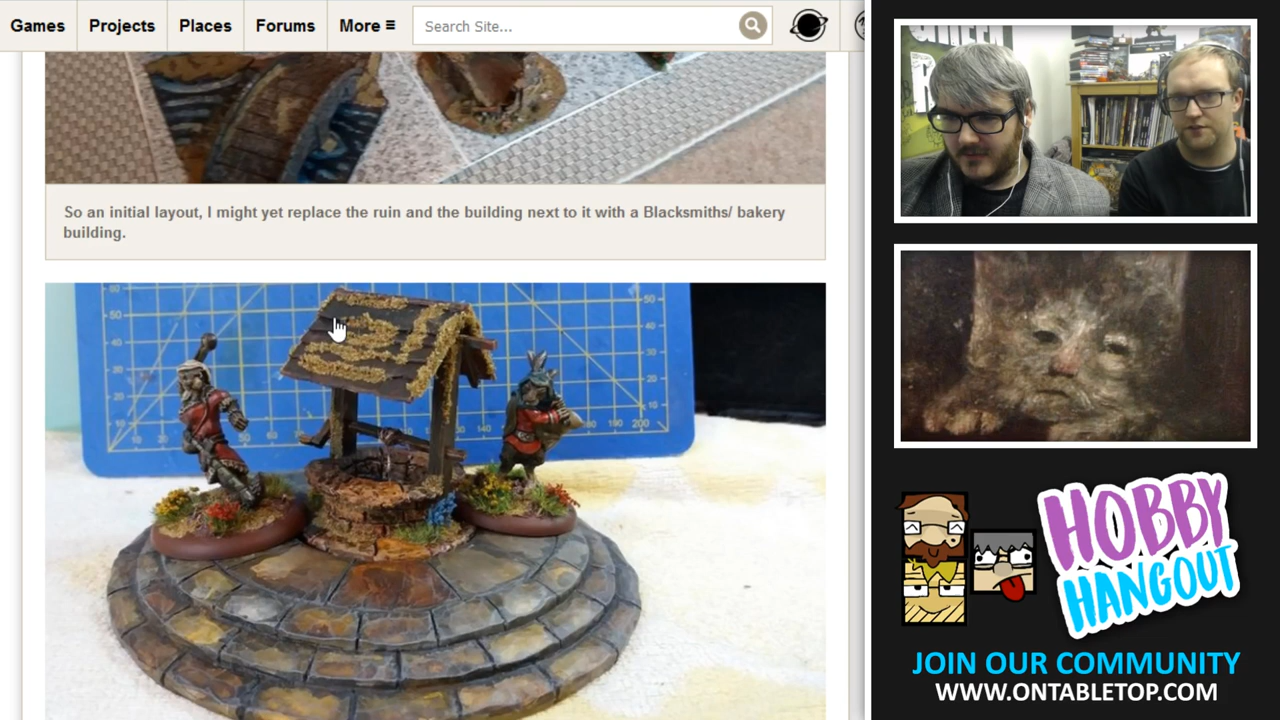 Games Projects Places Forums More ≡ Search Site...
So an initial layout, I might yet replace the ruin and the building next to it with a Blacksmiths/ bakery
building.
HOBBY
HANGOUT
JOIN OUR COMMUNITY
WWW.ONTABLETOP.COM